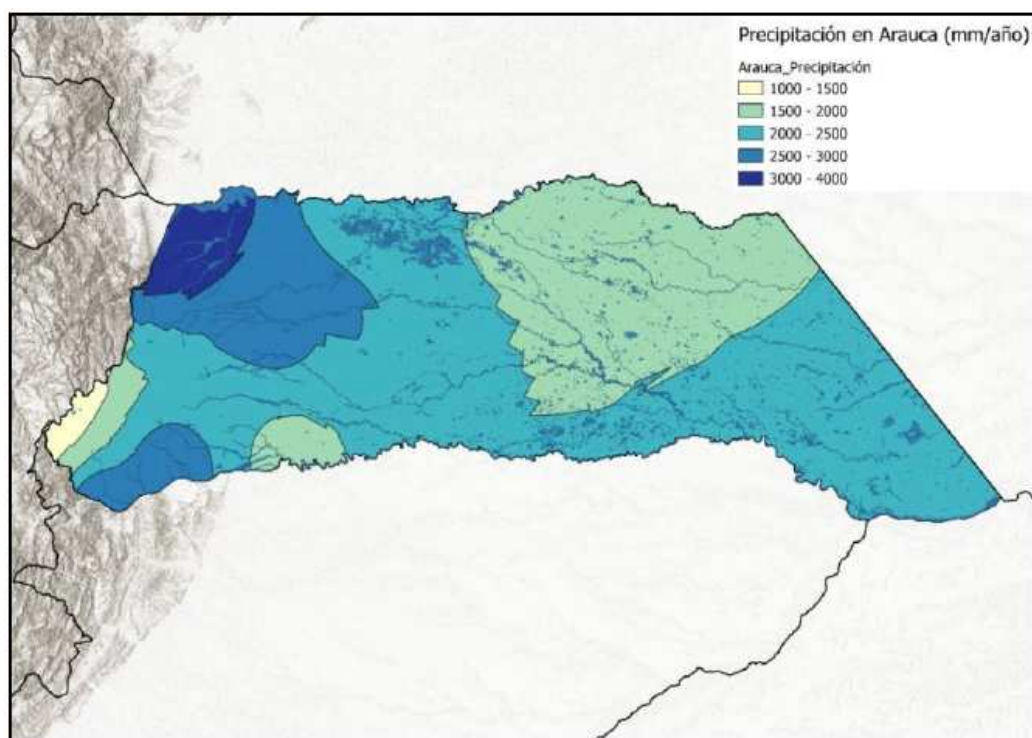 Precipitación en Arauca (mm/año)
Arauca_Precipitación
1000 - 1500
1500 - 2000
2000 - 2500
2500 - 3000
3000 - 4000